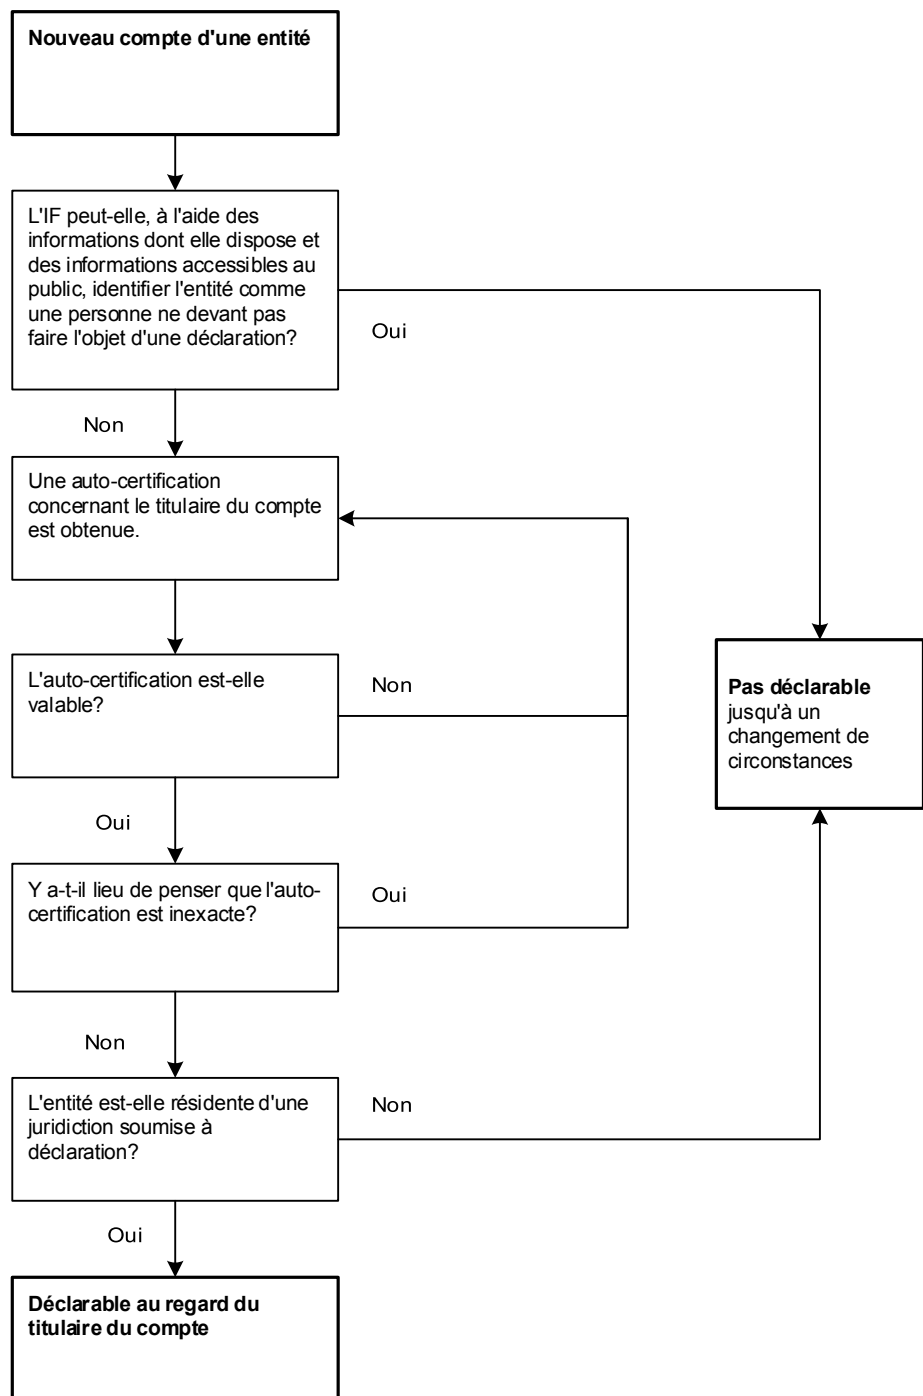 Nouveau compte d'une entité
L'IF peut-elle, à l'aide des
informations dont elle dispose et
des informations accessibles au
public, identifier l'entité comme
une personne ne devant pas
faire l'objet d'une déclaration?
Oui
Non
Une auto-certification
concernant le titulaire du compte
est obtenue.
L'auto-certification est-elle
valable?
Non
Pas déclarable
jusqu'à un
changement de
circonstances
Oui
Y a-t-il lieu de penser que l'auto-
certification est inexacte?
Oui
Non
L'entité est-elle résidente d'une
juridiction soumise à
déclaration?
Non
Oui
Déclarable au regard du
titulaire du compte